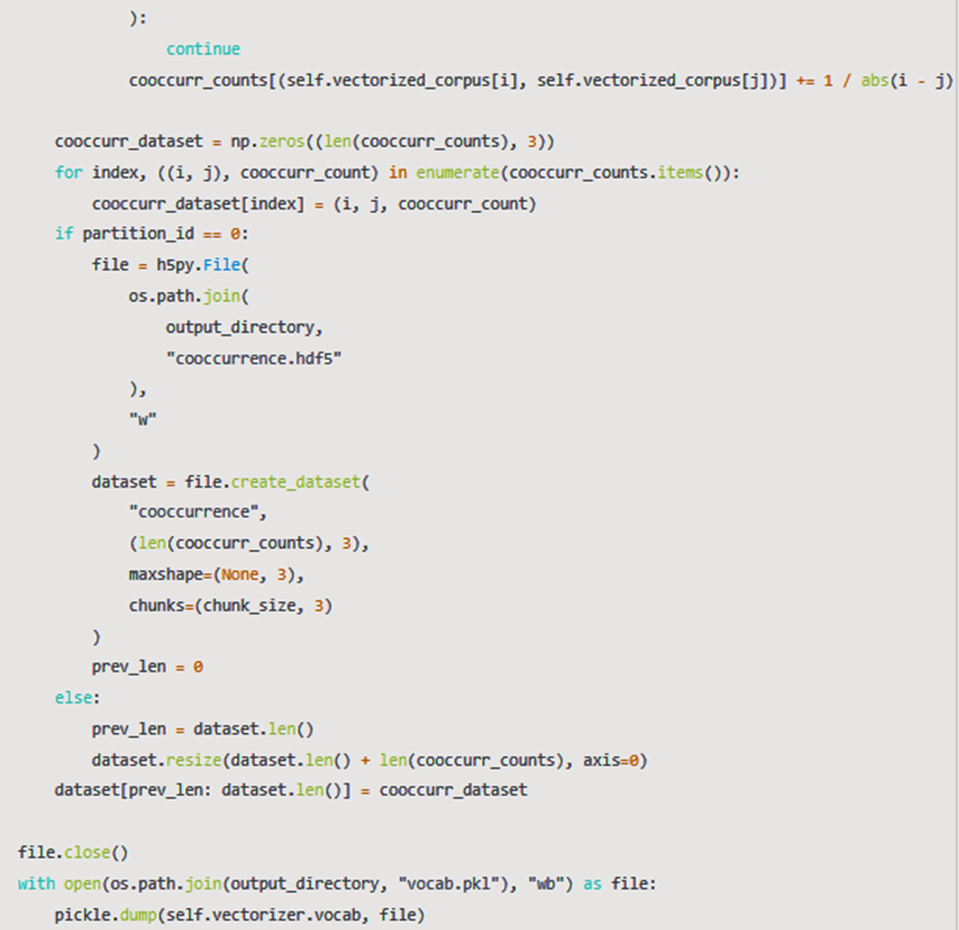 ):
                continue
            cooccurr_counts[(self.vectorized_corpus[i], self.vectorized_corpus[j])] += 1 / abs(i - j)

    cooccurr_dataset = np.zeros((len(cooccurr_counts), 3))
    for index, ((i, j), cooccurr_count) in enumerate(cooccurr_counts.items()):
        cooccurr_dataset[index] = (i, j, cooccurr_count)
    if partition_id == 0:
        file = h5py.File(
            os.path.join(
                output_directory,
                "cooccurrence.hdf5"
            ),
            "w"
        )
        dataset = file.create_dataset(
            "cooccurrence",
            (len(cooccurr_counts), 3),
            maxshape=(None, 3),
            chunks=(chunk_size, 3)
        )
        prev_len = 0
    else:
        prev_len = dataset.len()
        dataset.resize(dataset.len() + len(cooccurr_counts), axis=0)
    dataset[prev_len: dataset.len()] = cooccurr_dataset

file.close()
with open(os.path.join(output_directory, "vocab.pkl"), "wb") as file:
    pickle.dump(self.vectorizer.vocab, file)